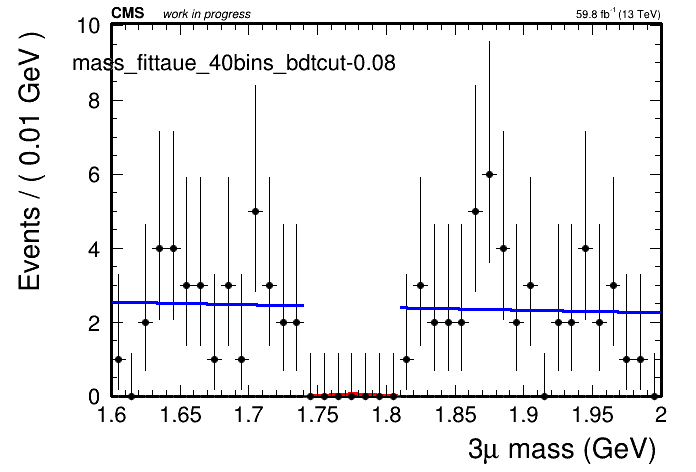 CMS work in progress 59.8 fb⁻¹ (13 TeV)
mass_fittaue_40bins_bdtcut-0.08
Events / ( 0.01 GeV )
10
8
6
4
2
0
1.6 1.65 1.7 1.75 1.8 1.85 1.9 1.95 2
3μ mass (GeV)